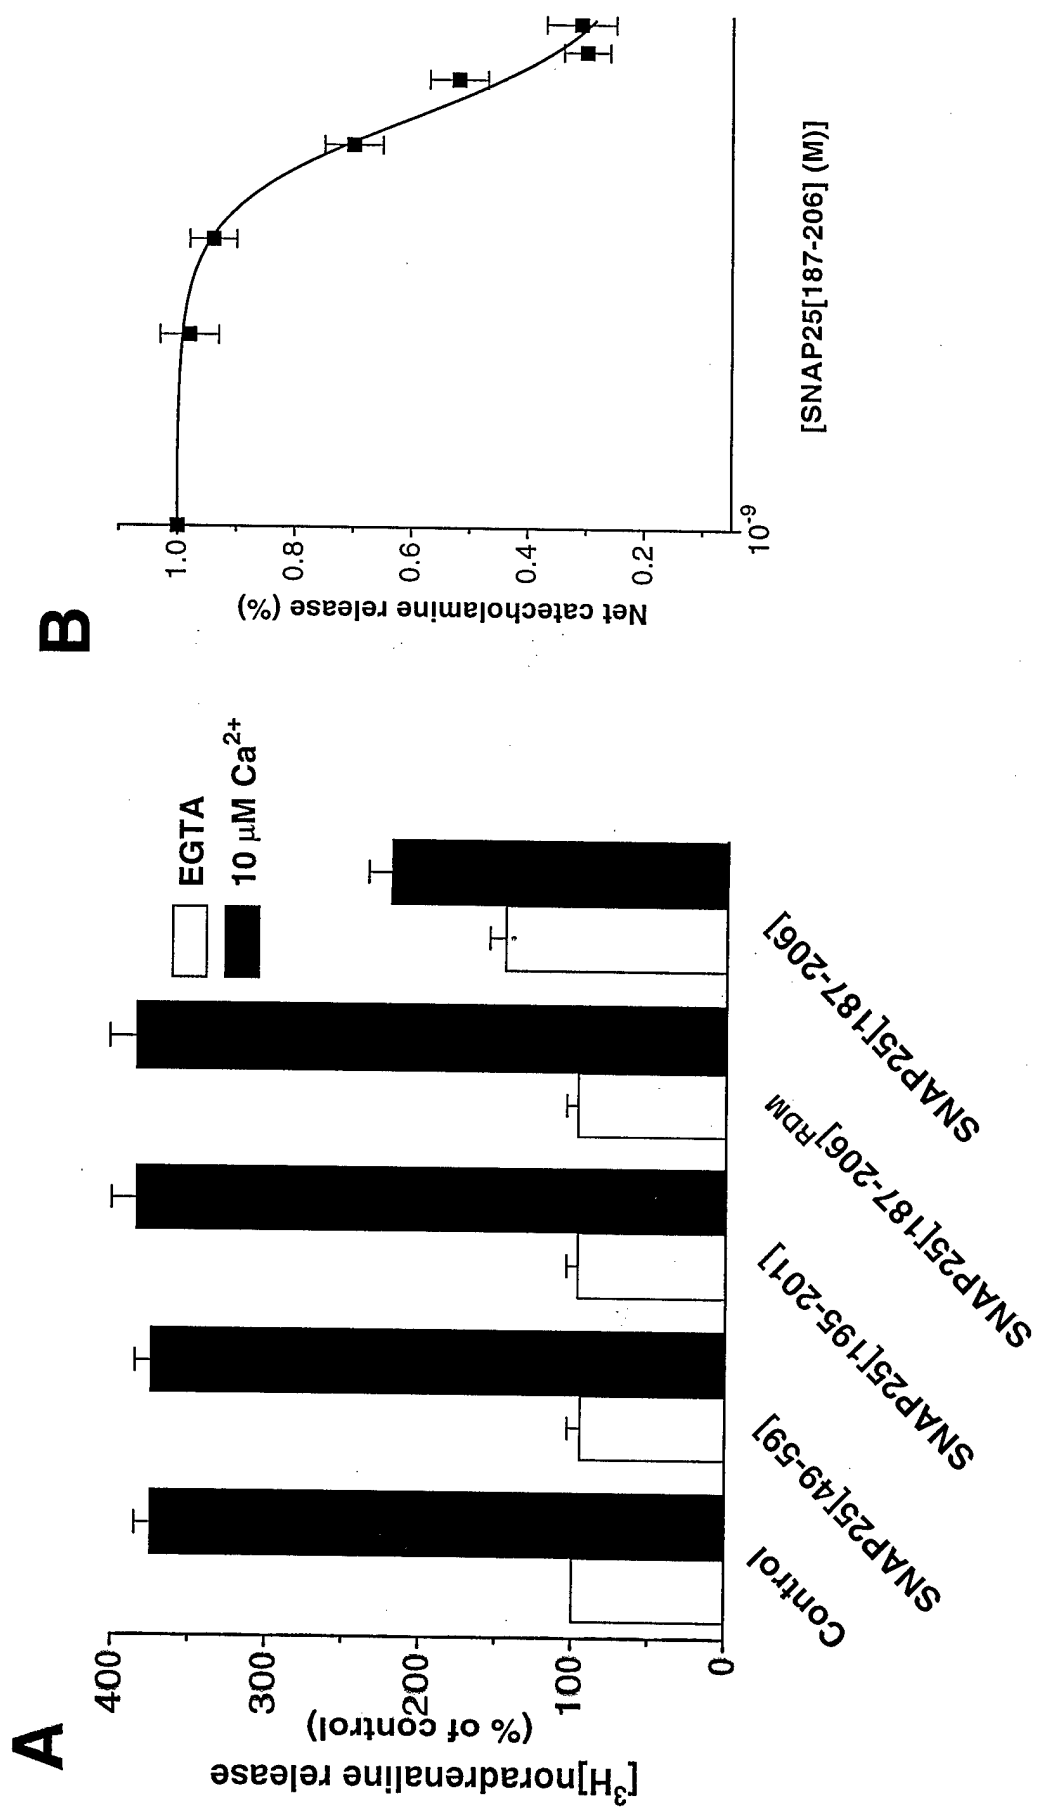 A
[³H]noradrenaline release
(% of control)
400
300
200
100
0
EGTA
10 µM Ca²⁺
Control
SNAP25[49-59]
SNAP25[195-201]
SNAP25[187-206]ᴿᴰᴹ
SNAP25[187-206]
B
Net catecholamine release (%)
1.0
0.8
0.6
0.4
0.2
10⁻⁹
[SNAP25[187-206] (M)]